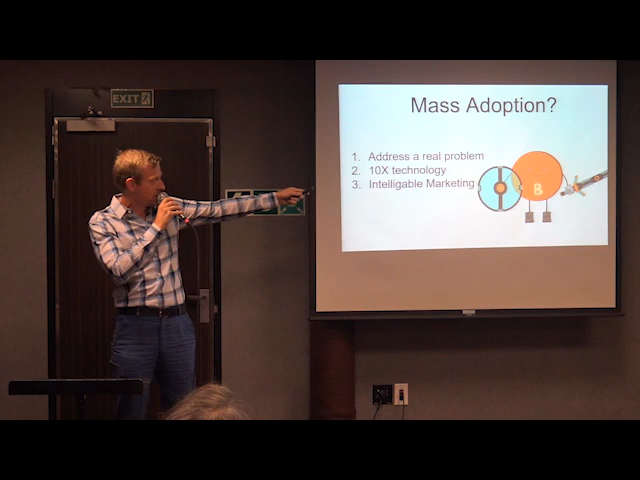 EXIT
Mass Adoption?
1. Address a real problem
2. 10X technology
3. Intelligable Marketing
B